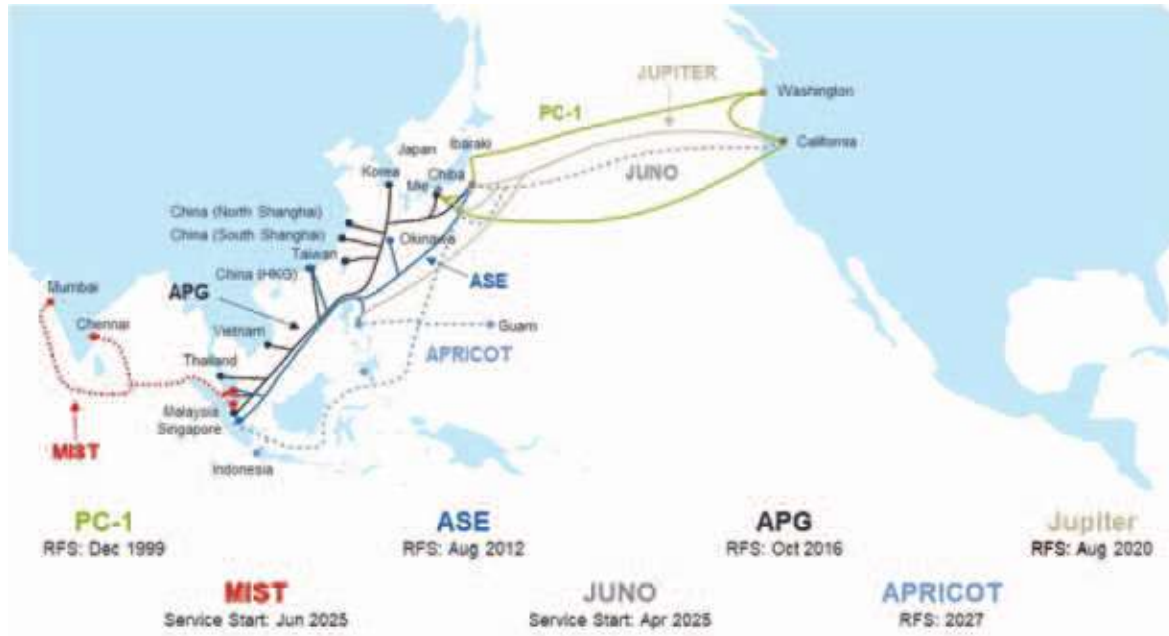 JUPITER
Washington
PC-1
California
Japan
Ibaraki
Korea
Chiba
Mie
JUNO
China (North Shanghai)
China (South Shanghai)
Okinawa
Taiwan
China (HKG)
ASE
Mumbai
APG
Chennai
Vietnam
Guam
APRICOT
Thailand
Malaysia
Singapore
MIST
Indonesia
PC-1
RFS: Dec 1999
ASE
RFS: Aug 2012
APG
RFS: Oct 2016
Jupiter
RFS: Aug 2020
MIST
Service Start: Jun 2025
JUNO
Service Start: Apr 2025
APRICOT
RFS: 2027